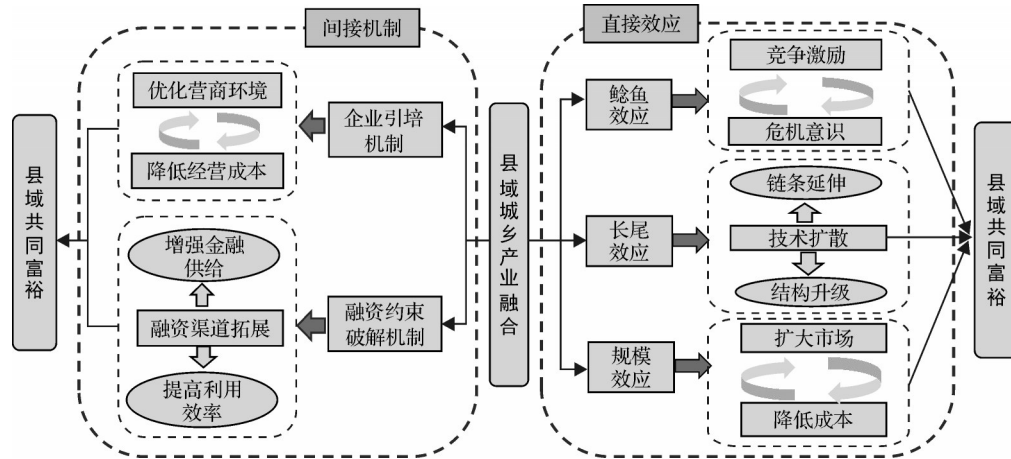 间接机制
直接效应
县域共同富裕
优化营商环境
降低经营成本
企业引培
机制
增强金融
供给
融资渠道拓展
提高利用
效率
融资约束
破解机制
县域城乡产业融合
鲶鱼
效应
竞争激励
危机意识
长尾
效应
链条延伸
技术扩散
结构升级
规模
效应
扩大市场
降低成本
县域共同富裕